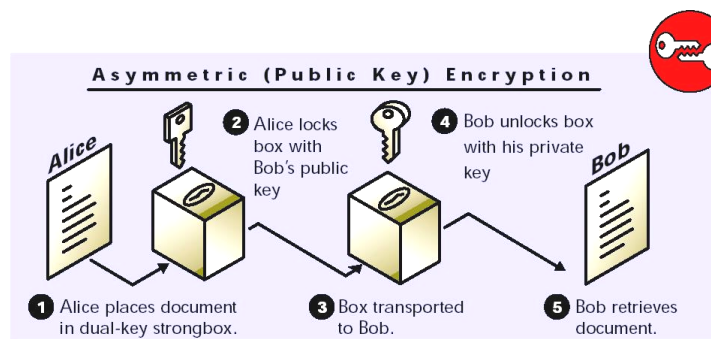 Asymmetric (Public Key) Encryption
Alice
2 Alice locks
box with
Bob's public
key
4 Bob unlocks box
with his private
key
Bob
1 Alice places document
in dual-key strongbox.
3 Box transported
to Bob.
5 Bob retrieves
document.